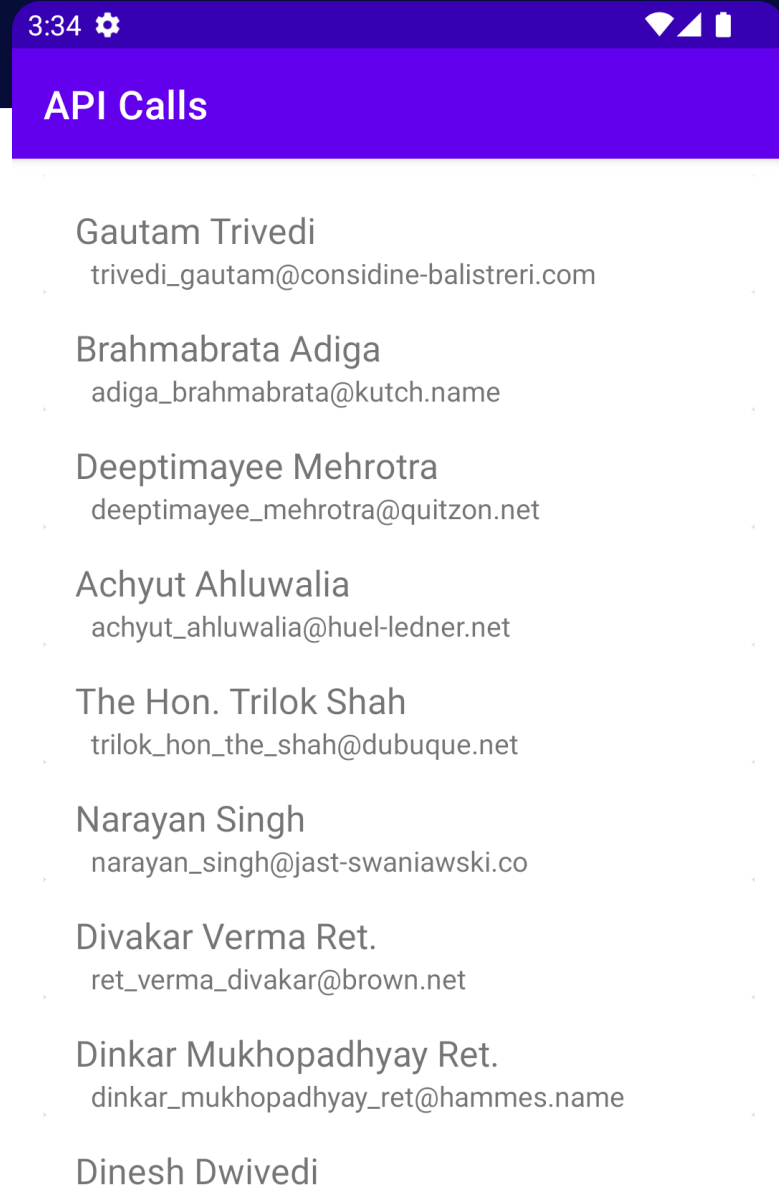 3:34
API Calls
Gautam Trivedi
trivedi_gautam@considine-balistreri.com
Brahmabrata Adiga
adiga_brahmabrata@kutch.name
Deeptimayee Mehrotra
deeptimayee_mehrotra@quitzon.net
Achyut Ahluwalia
achyut_ahluwalia@huel-ledner.net
The Hon. Trilok Shah
trilok_hon_the_shah@dubuque.net
Narayan Singh
narayan_singh@jast-swaniawski.co
Divakar Verma Ret.
ret_verma_divakar@brown.net
Dinkar Mukhopadhyay Ret.
dinkar_mukhopadhyay_ret@hammes.name
Dinesh Dwivedi